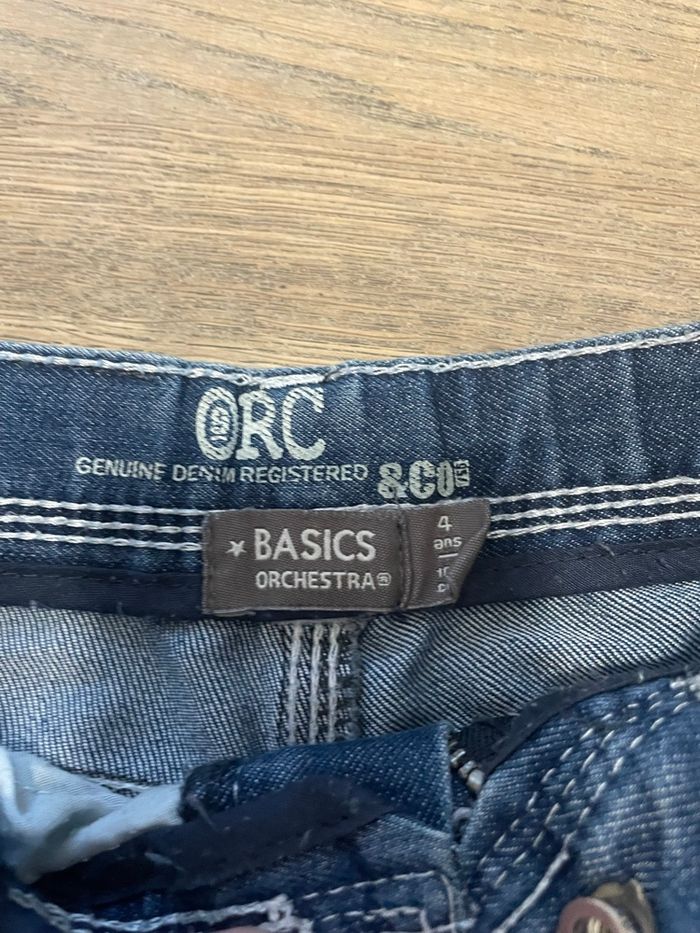 ORC
GENUINE DENIM REGISTERED &CO
BASICS
ORCHESTRA®
4
ans